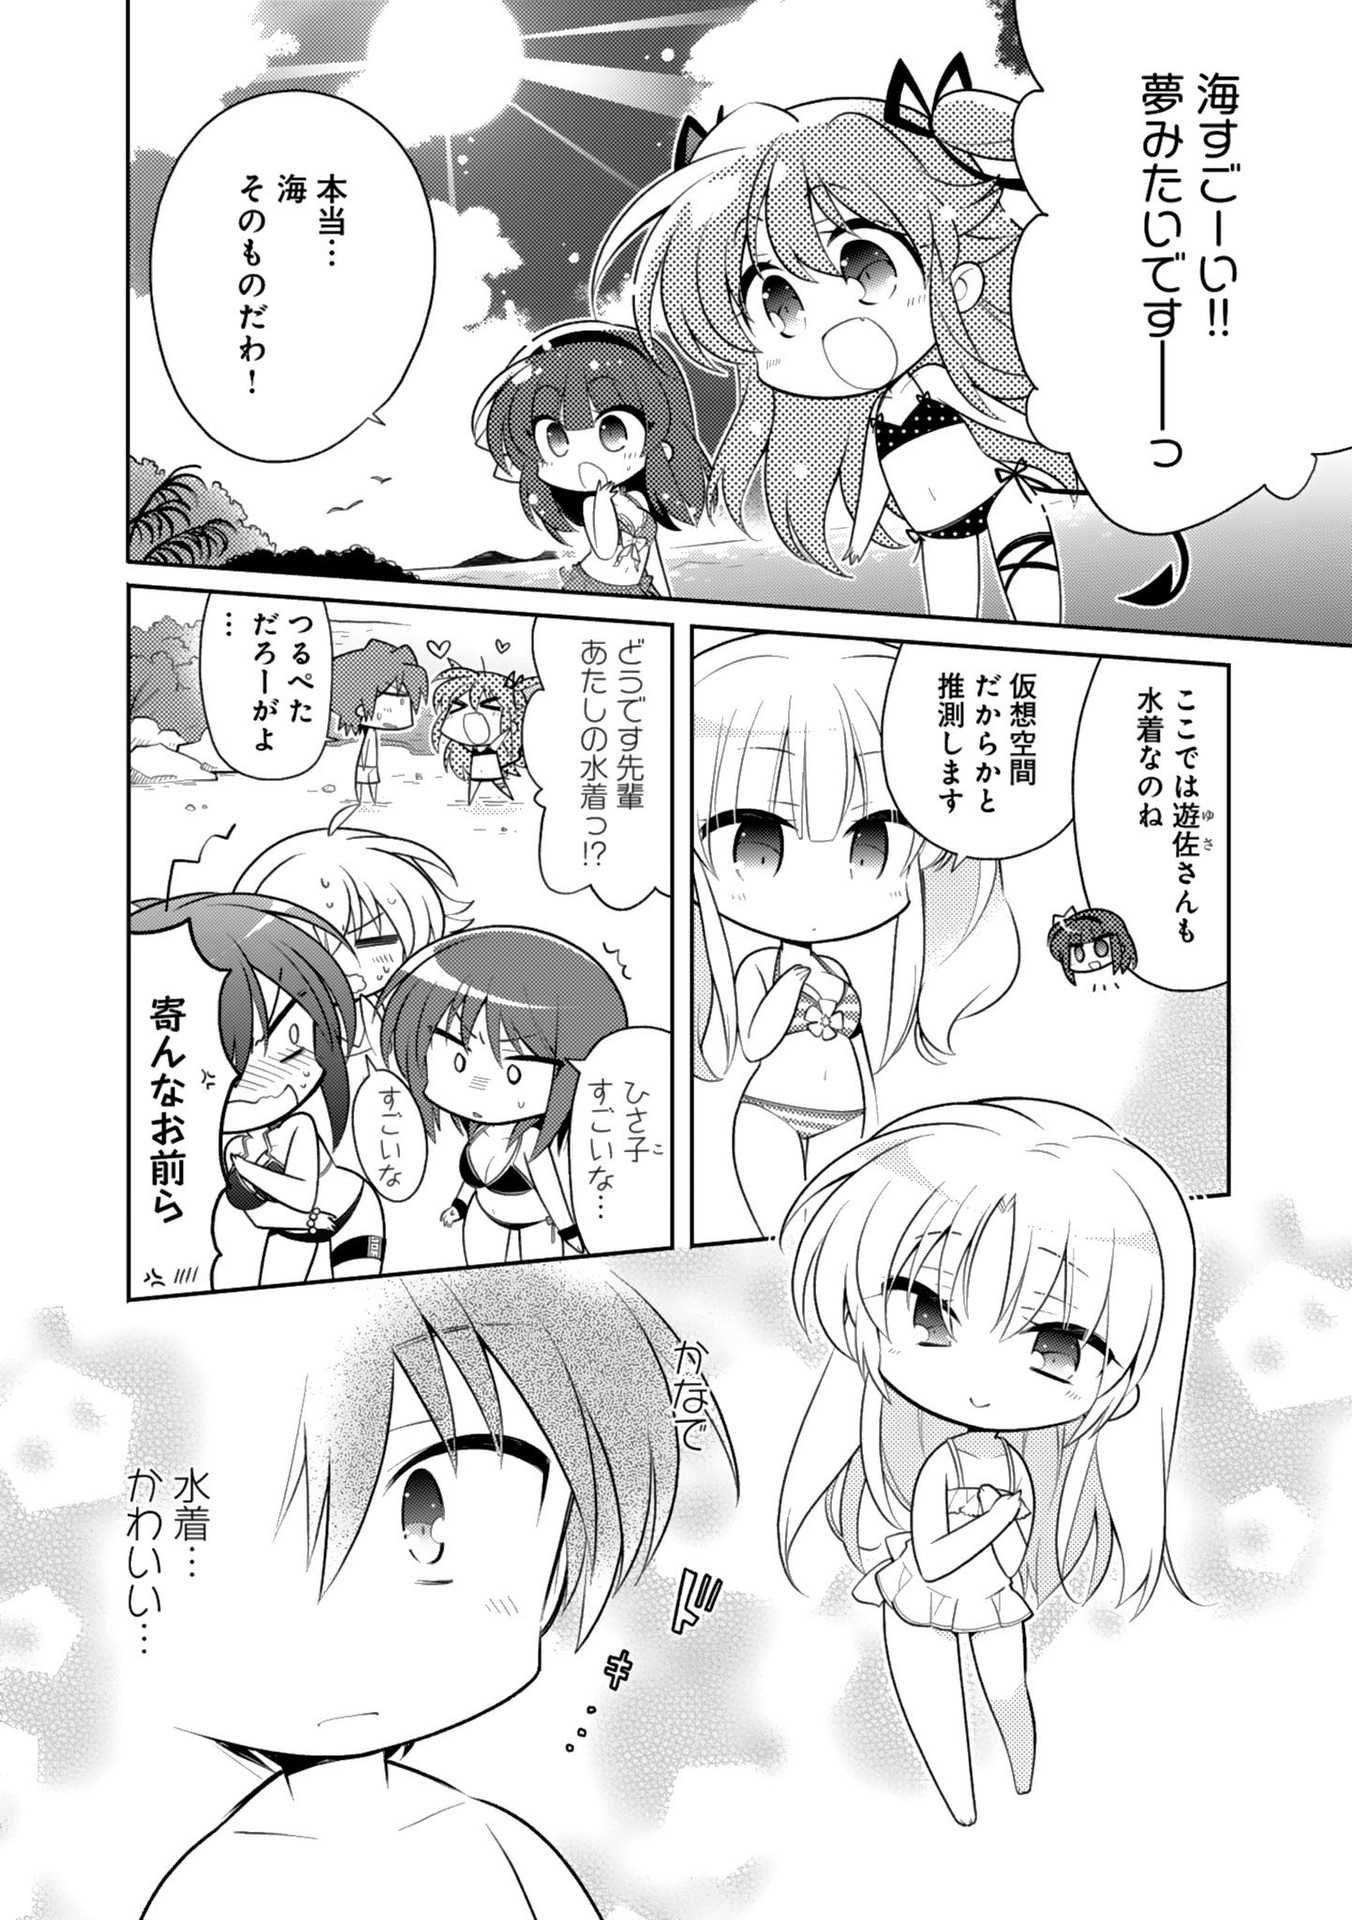 海すごーい!!
夢みたいですーーっ
本当…
海
そのものだわ！
ここでは遊佐さんも
ゆさ
水着なのね
仮想空間
だからかと
推測します
どうです先輩
あたしの水着っ!?
つるぺた
だろーがよ
…
ひさ子
こ
すごいな…
すごいな
寄んなお前ら
かなで
水着…
かわいい…
ドキ…